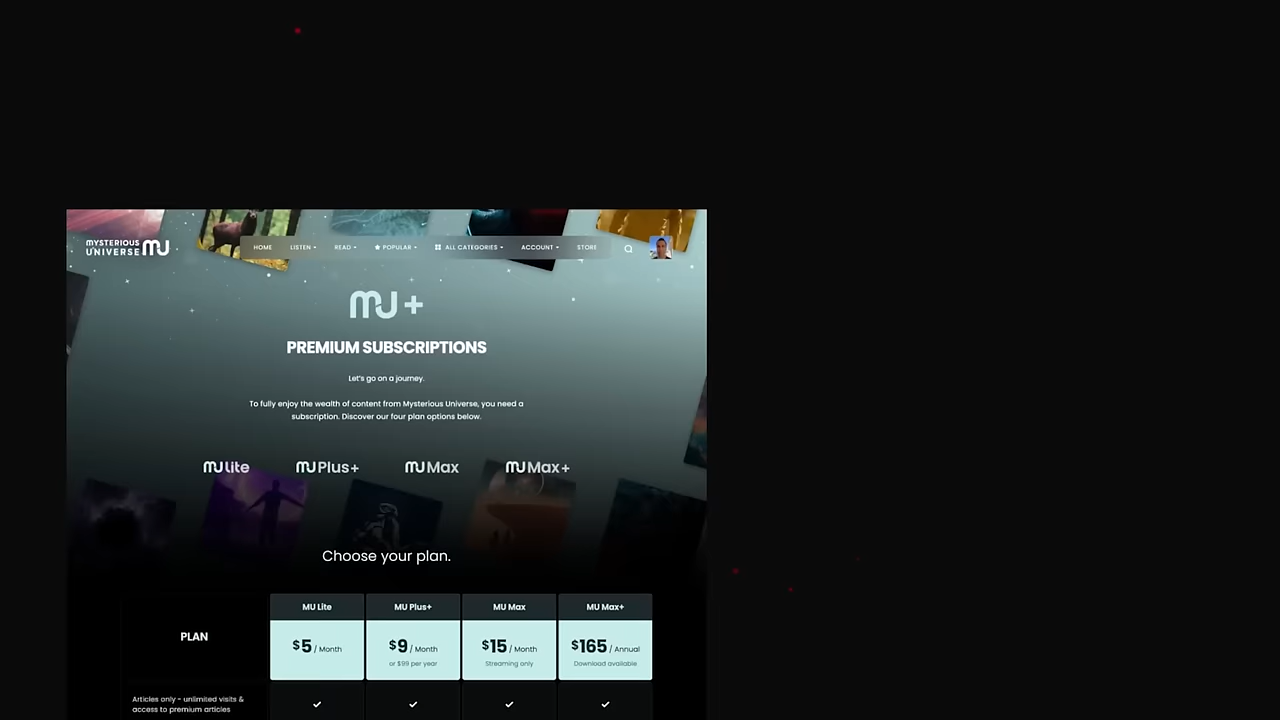 MYSTERIOUS
UNIVERSE MU
HOME LISTEN READ POPULAR ALL CATEGORIES ACCOUNT STORE
MU +
PREMIUM SUBSCRIPTIONS
Let's go on a journey.
To fully enjoy the wealth of content from Mysterious Universe, you need a
subscription. Discover our four plan options below.
MU Lite MU Plus+ MU Max MU Max+
Choose your plan.
PLAN
MU Lite MU Plus+ MU Max MU Max+
$5 / Month $9 / Month $15 / Month $165 / Annual
or $99 per year Streaming only Download available
Articles only - unlimited visits &
access to premium articles